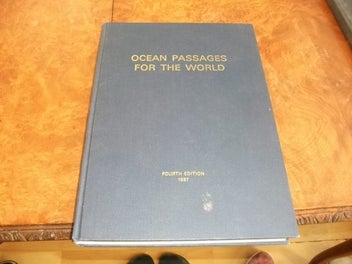 OCEAN PASSAGES
FOR THE WORLD
FOURTH EDITION
1987